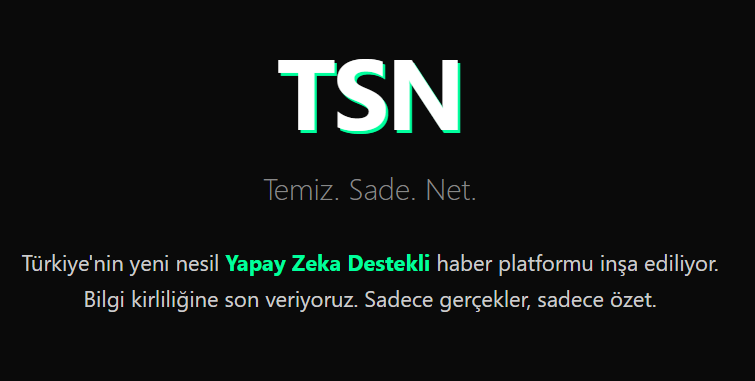 TSN
Temiz. Sade. Net.
Türkiye'nin yeni nesil Yapay Zeka Destekli haber platformu inşa ediliyor.
Bilgi kirliliğine son veriyoruz. Sadece gerçekler, sadece özet.